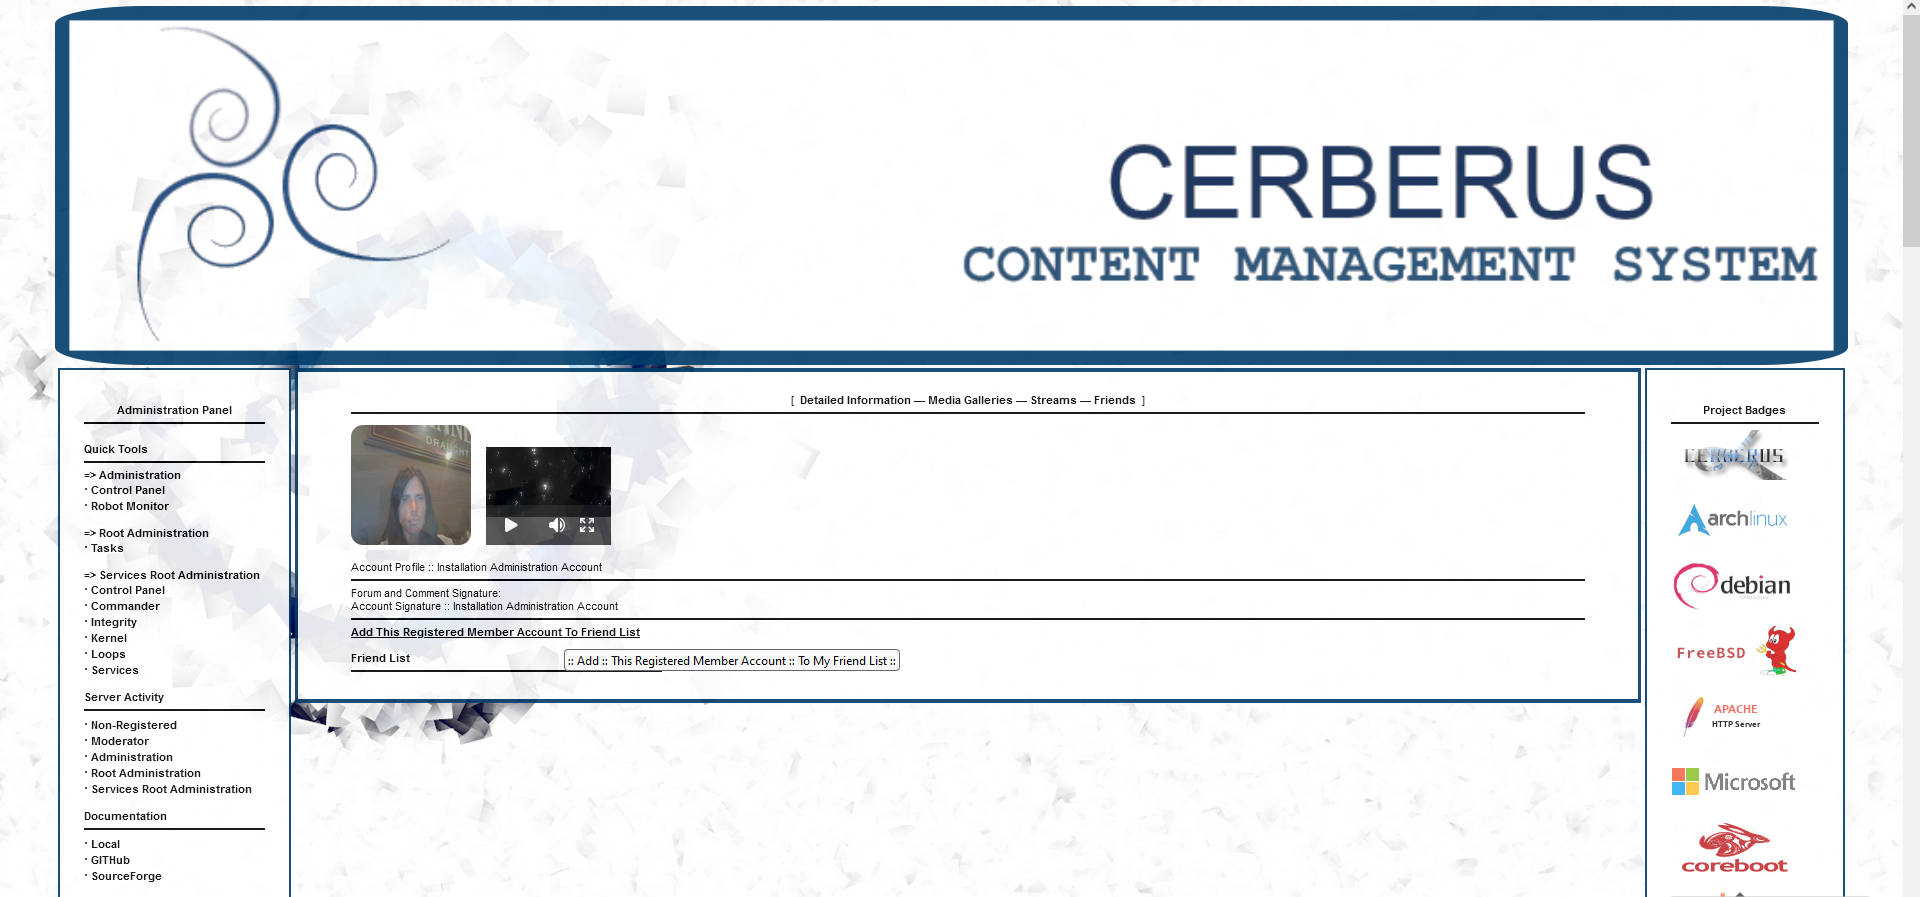 CERBERUS
CONTENT MANAGEMENT SYSTEM
Administration Panel
Quick Tools
=> Administration
· Control Panel
· Robot Monitor
=> Root Administration
· Tasks
=> Services Root Administration
· Control Panel
· Commander
· Integrity
· Kernel
· Loops
· Services
Server Activity
· Non-Registered
· Moderator
· Administration
· Root Administration
· Services Root Administration
Documentation
· Local
· GITHub
· SourceForge
[ Detailed Information — Media Galleries — Streams — Friends ]
DRAUGHT
Account Profile :: Installation Administration Account
Forum and Comment Signature:
Account Signature :: Installation Administration Account
Add This Registered Member Account To Friend List
Friend List
:: Add :: This Registered Member Account :: To My Friend List ::
Project Badges
CERBERUS
archlinux
debian
FreeBSD
APACHE
HTTP Server
Microsoft
coreboot